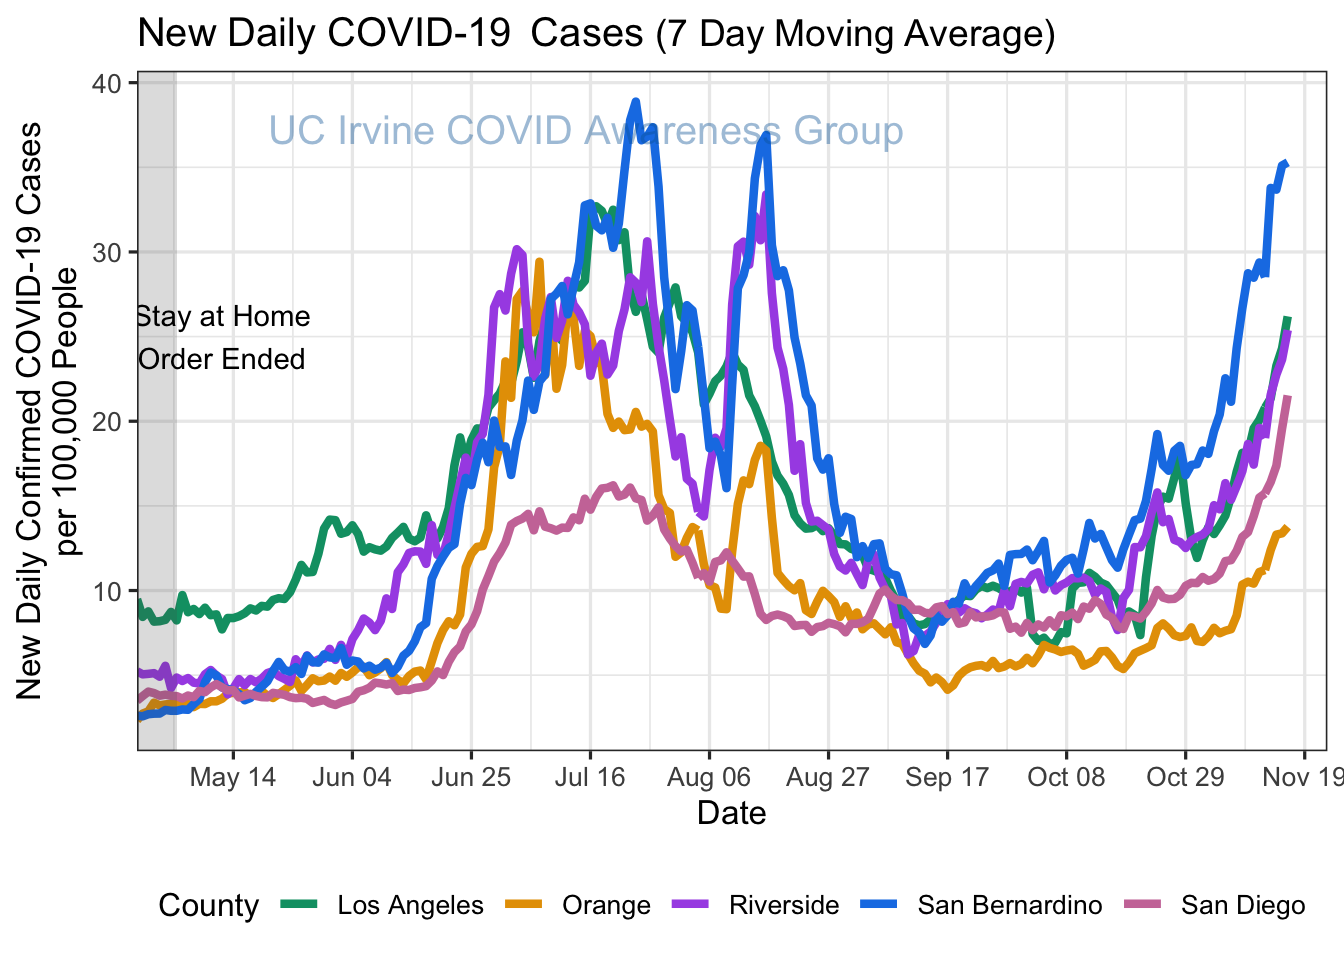 New Daily COVID-19  Cases (7 Day Moving Average)
New Daily Confirmed COVID-19 Cases
per 100,000 People
40
30
20
10
UC Irvine COVID Awareness Group
Stay at Home
Order Ended
May 14
Jun 04
Jun 25
Jul 16
Aug 06
Aug 27
Sep 17
Oct 08
Oct 29
Nov 19
Date
County
Los Angeles
Orange
Riverside
San Bernardino
San Diego